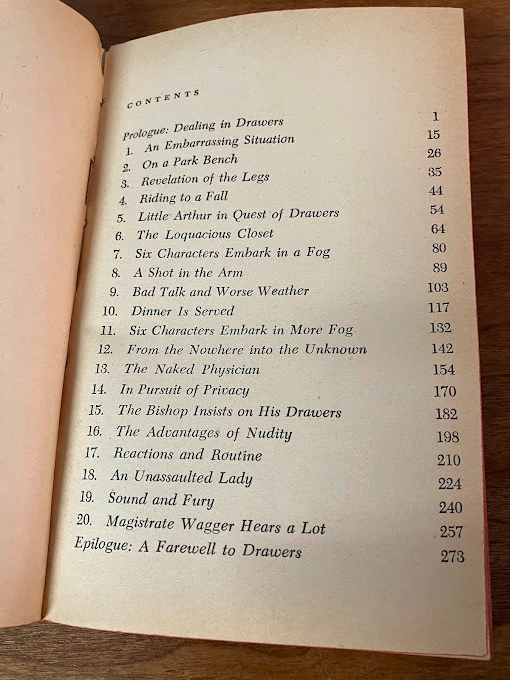 CONTENTS
Prologue: Dealing in Drawers 1
1. An Embarrassing Situation 15
2. On a Park Bench 26
3. Revelation of the Legs 35
4. Riding to a Fall 44
5. Little Arthur in Quest of Drawers 54
6. The Loquacious Closet 64
7. Six Characters Embark in a Fog 80
8. A Shot in the Arm 89
9. Bad Talk and Worse Weather 103
10. Dinner Is Served 117
11. Six Characters Embark in More Fog 132
12. From the Nowhere into the Unknown 142
13. The Naked Physician 154
14. In Pursuit of Privacy 170
15. The Bishop Insists on His Drawers 182
16. The Advantages of Nudity 198
17. Reactions and Routine 210
18. An Unassaulted Lady 224
19. Sound and Fury 240
20. Magistrate Wagger Hears a Lot 257
Epilogue: A Farewell to Drawers 273